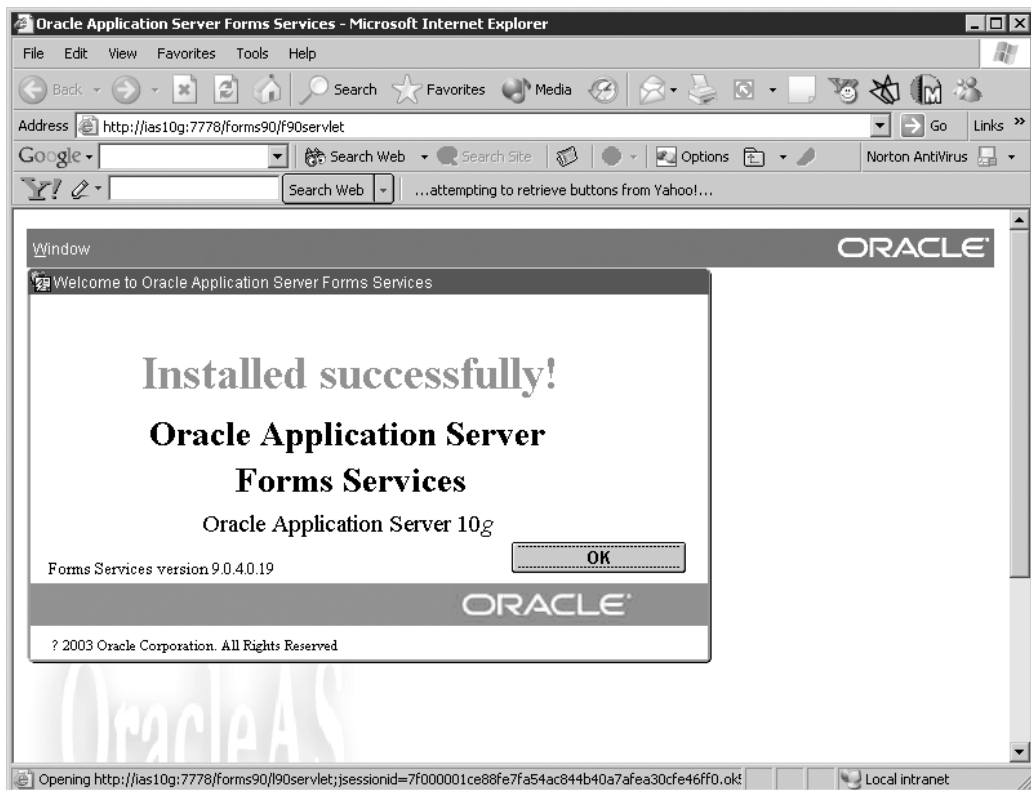 Oracle Application Server Forms Services - Microsoft Internet Explorer
File Edit View Favorites Tools Help
Back Search Favorites Media
Address http://ias10g:7778/forms90/f90servlet Go Links »
Google Search Web Search Site Options Norton AntiVirus
Y! Search Web ...attempting to retrieve buttons from Yahoo!...
Window ORACLE
Welcome to Oracle Application Server Forms Services
Installed successfully!
Oracle Application Server
Forms Services
Oracle Application Server 10g
OK
Forms Services version 9.0.4.0.19
ORACLE
? 2003 Oracle Corporation. All Rights Reserved
OracleAS
Opening http://ias10g:7778/forms90/l90servlet;jsessionid=7f000001ce88fe7fa54ac844b40a7afea30cfe46ff0.ok Local intranet